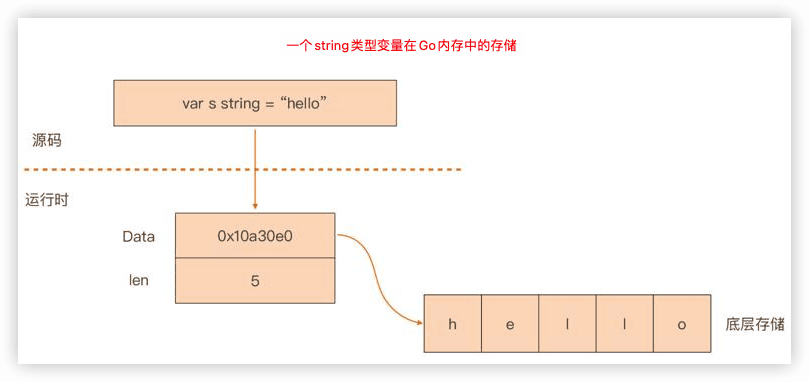 一个string类型变量在Go内存中的存储
var s string = “hello”
源码
运行时
Data 0x10a30e0
len 5
h e l l o 底层存储